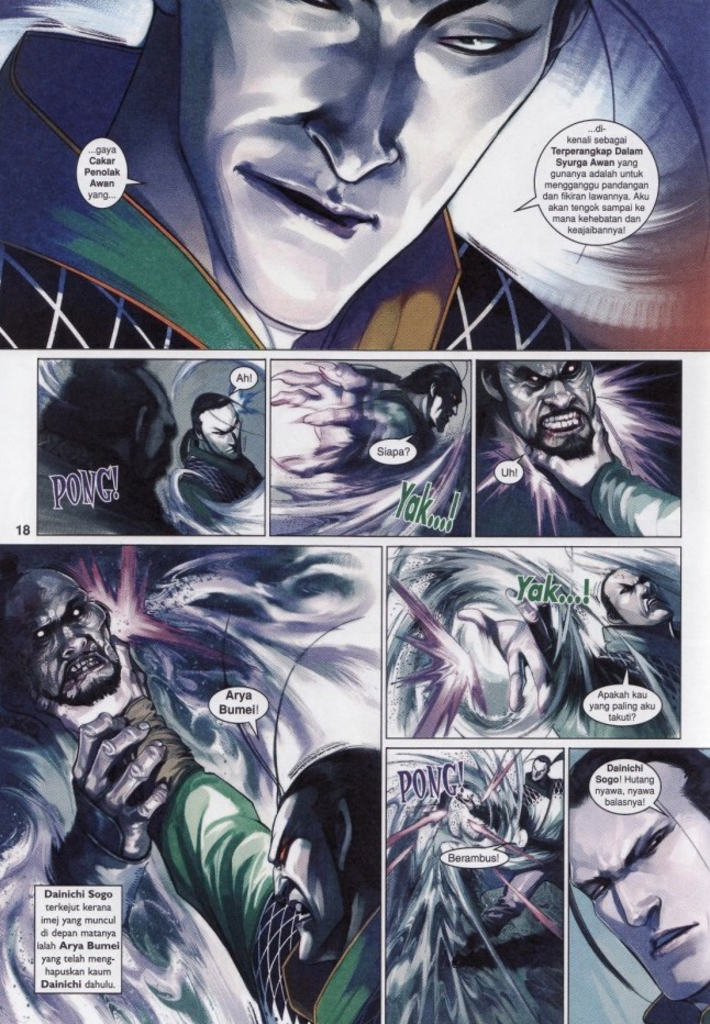 ...gaya
Cakar
Penolak
Awan
yang...
...di-
kenali sebagai
Terperangkap Dalam
Syurga Awan yang
gunanya adalah untuk
mengganggu pandangan
dan fikiran lawannya. Aku
akan tengok sampai ke
mana kehebatan dan
keajaibannya!
PONG!
Ah!
Siapa?
Yak...!
Uh!
18
Arya
Bumei!
Dainichi Sogo
terkejut kerana
imej yang muncul
di depan matanya
ialah Arya Bumei
yang telah meng-
hapuskan kaum
Dainichi dahulu.
Yak...!
Apakah kau
yang paling aku
takuti?
PONG!
Berambus!
Dainichi
Sogo! Hutang
nyawa, nyawa
balasnya!